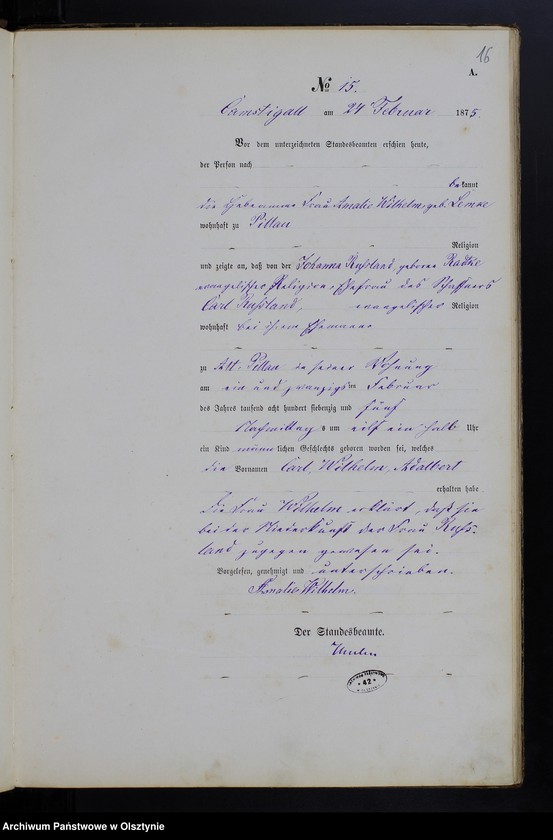 16
A.
No 15.
Camstigall am 24 Februar 1875.
Vor dem unterzeichneten Standesbeamten erschien heute,
der Person nach
bekannt
die Hebamme Frau Amalie Wilhelm, geb. Lemke
wohnhaft zu Pillau
Religion
und zeigte an, daß von der Johanna Russland, geborene Radtke
evangelischer Religion, Ehefrau des Schaffners
Carl Russland, evangelischer Religion
wohnhaft bei ihrem Ehemanne
zu Alt-Pillau in seiner Wohnung
am ein und zwanzigsten Februar
des Jahres tausend acht hundert siebenzig und fünf
Nachmittags um eilf ein halb Uhr
ein Kind männlichen Geschlechts geboren worden sei, welches
die Vornamen Carl, Wilhelm, Adalbert
erhalten habe
Die Frau Wilhelm erklärt, daß sie
bei der Niederkunft der Frau Russ-
land zugegen gewesen sei.
Vorgelesen, genehmigt und unterschrieben.
Amalie Wilhelm.
Der Standesbeamte.
42
Archiwum Państwowe w Olsztynie